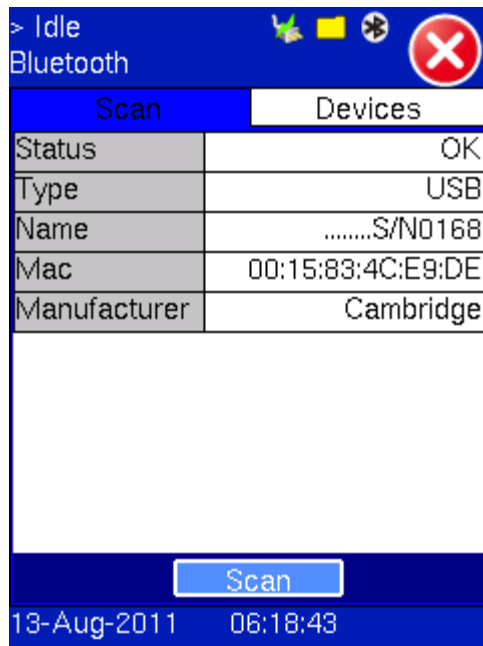 > Idle
Bluetooth
Scan Devices
Status OK
Type USB
Name ........S/N0168
Mac 00:15:83:4C:E9:DE
Manufacturer Cambridge
Scan
13-Aug-2011 06:18:43